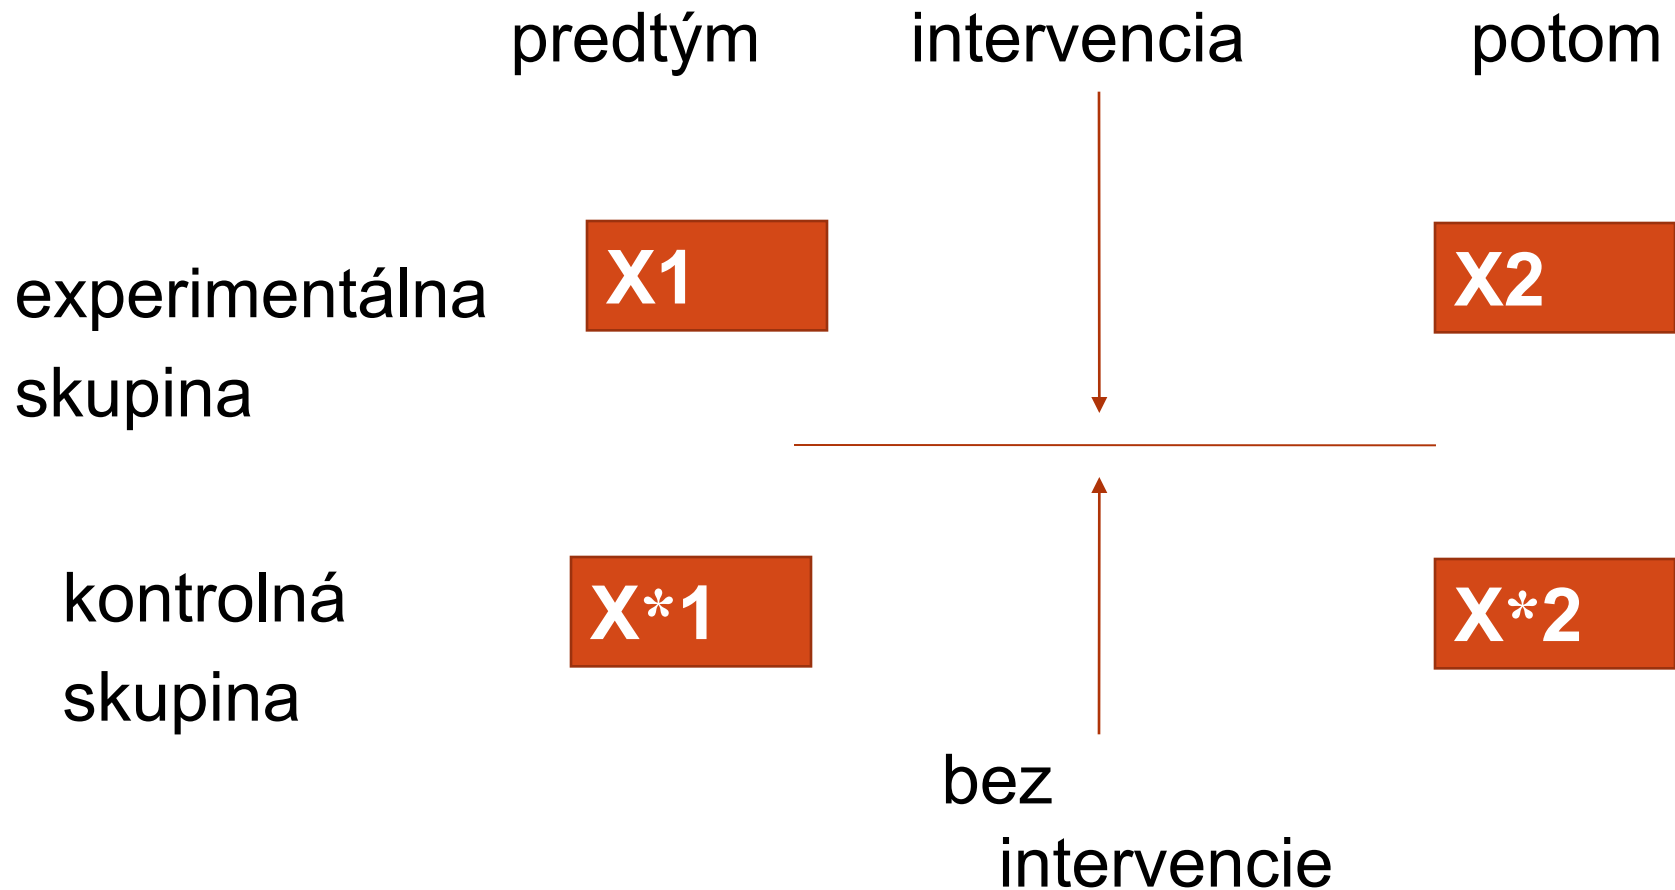 predtým intervencia potom
X1 X2
experimentálna
skupina
kontrolná X*1 X*2
skupina
bez
intervencie